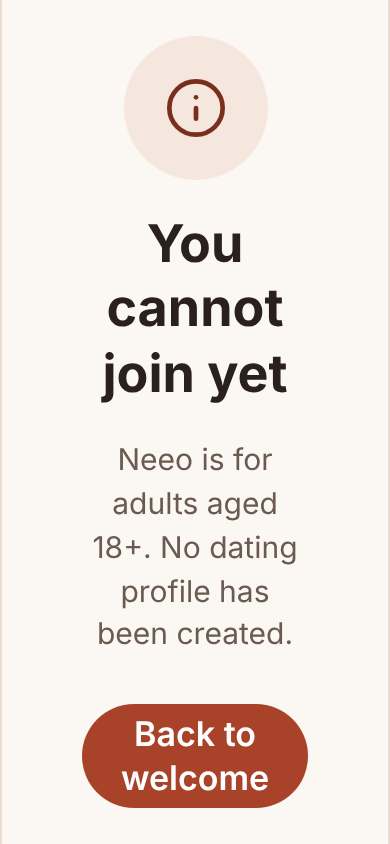 You
cannot
join yet
Neeo is for
adults aged
18+. No dating
profile has
been created.
Back to
welcome